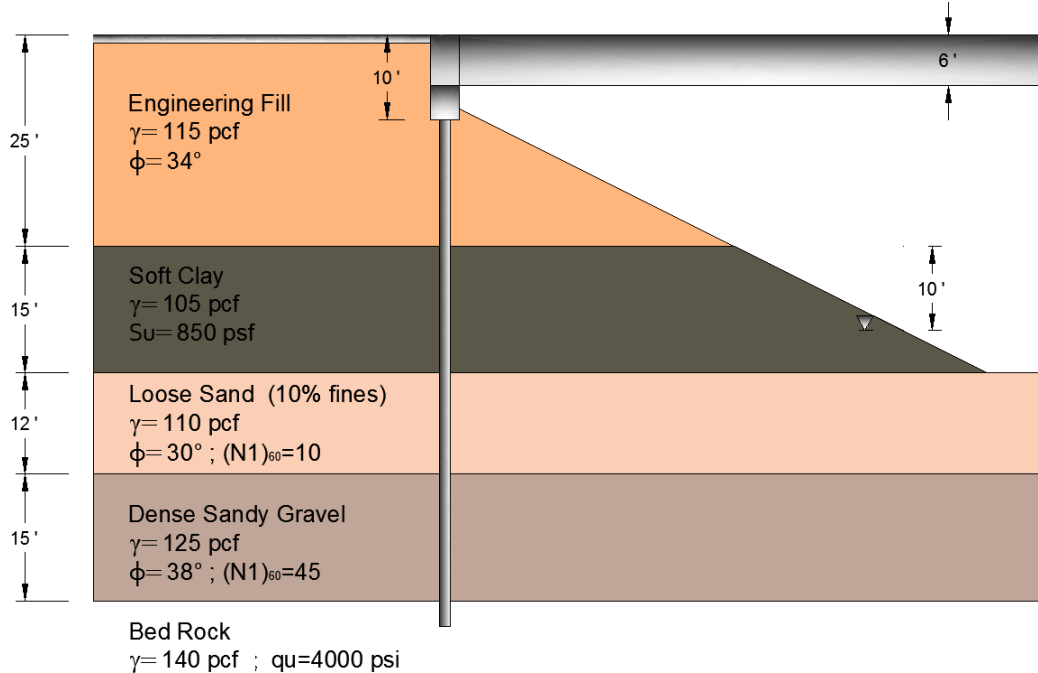 10 '
6 '
Engineering Fill
γ= 115 pcf
ϕ= 34°
25 '
Soft Clay
γ= 105 pcf
Su= 850 psf
10 '
15 '
Loose Sand (10% fines)
γ= 110 pcf
ϕ= 30° ; (N1)₆₀=10
12 '
Dense Sandy Gravel
γ= 125 pcf
ϕ= 38° ; (N1)₆₀=45
15 '
Bed Rock
γ= 140 pcf ; qu=4000 psi